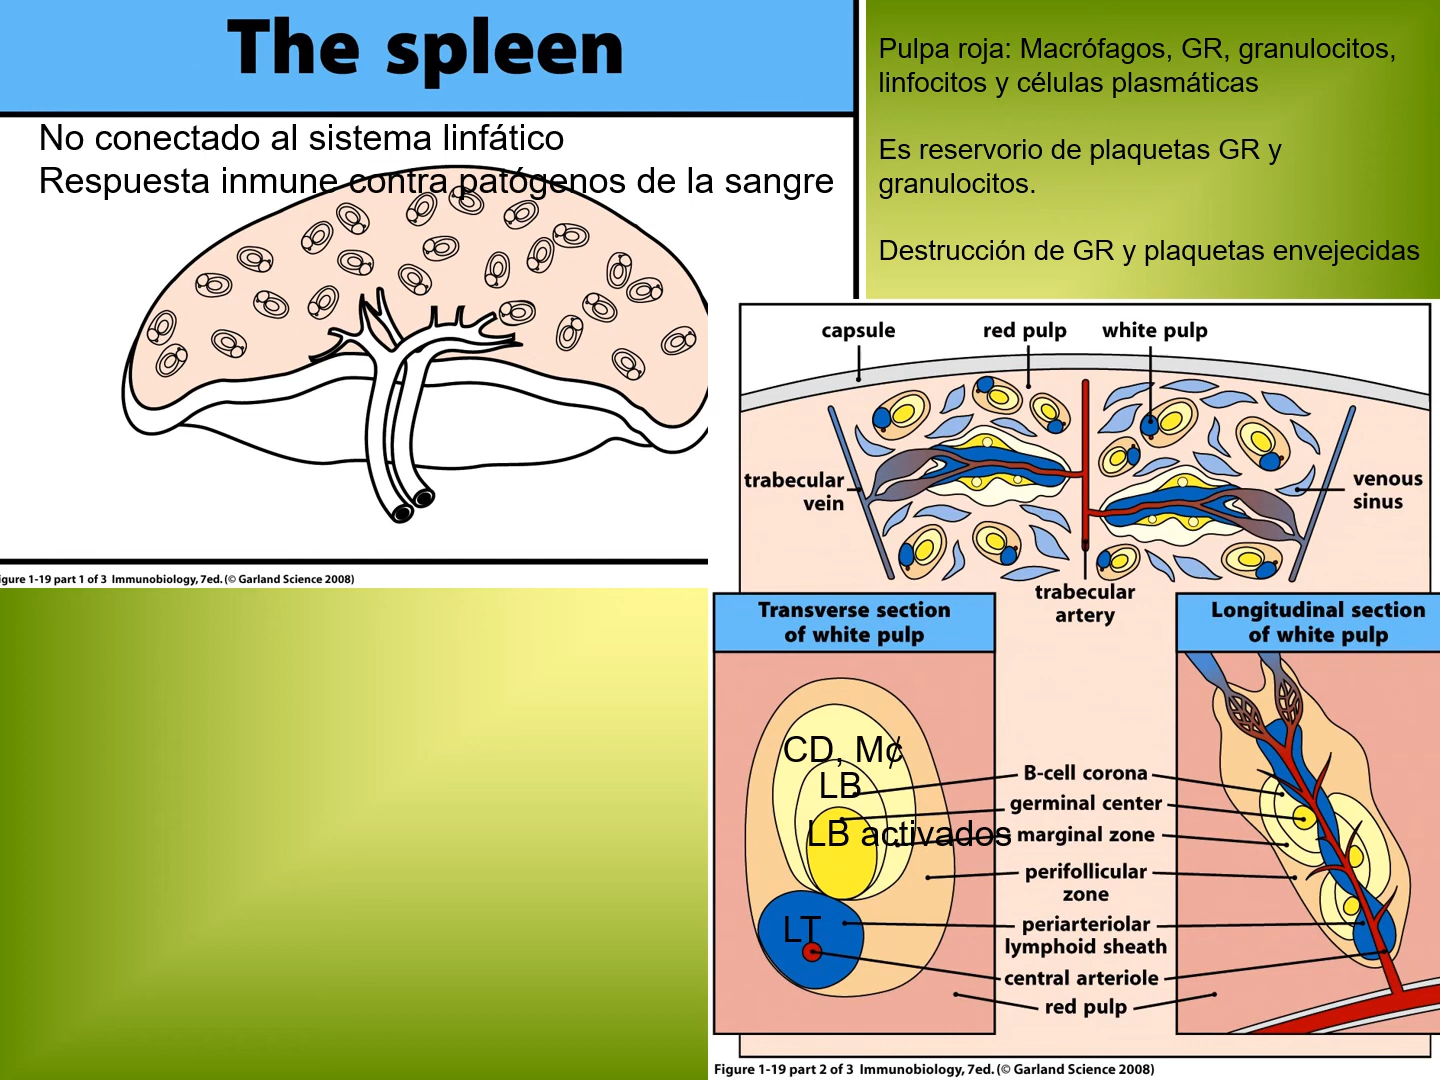 The spleen
No conectado al sistema linfático
Respuesta inmune contra patógenos de la sangre
igure 1-19 part 1 of 3 Immunobiology, 7ed. (© Garland Science 2008)
Pulpa roja: Macrófagos, GR, granulocitos,
linfocitos y células plasmáticas
Es reservorio de plaquetas GR y
granulocitos.
Destrucción de GR y plaquetas envejecidas
capsule
red pulp
white pulp
trabecular
vein
venous
sinus
trabecular
artery
Transverse section
of white pulp
Longitudinal section
of white pulp
CD, M¢
LB
LB activados
LT
B-cell corona
germinal center
marginal zone
perifollicular
zone
periarteriolar
lymphoid sheath
central arteriole
red pulp
Figure 1-19 part 2 of 3 Immunobiology, 7ed. (© Garland Science 2008)